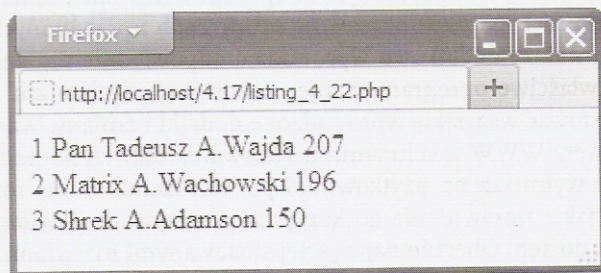 Firefox
http://localhost/4.17/listing_4_22.php
1 Pan Tadeusz A.Wajda 207
2 Matrix A.Wachowski 196
3 Shrek A.Adamson 150